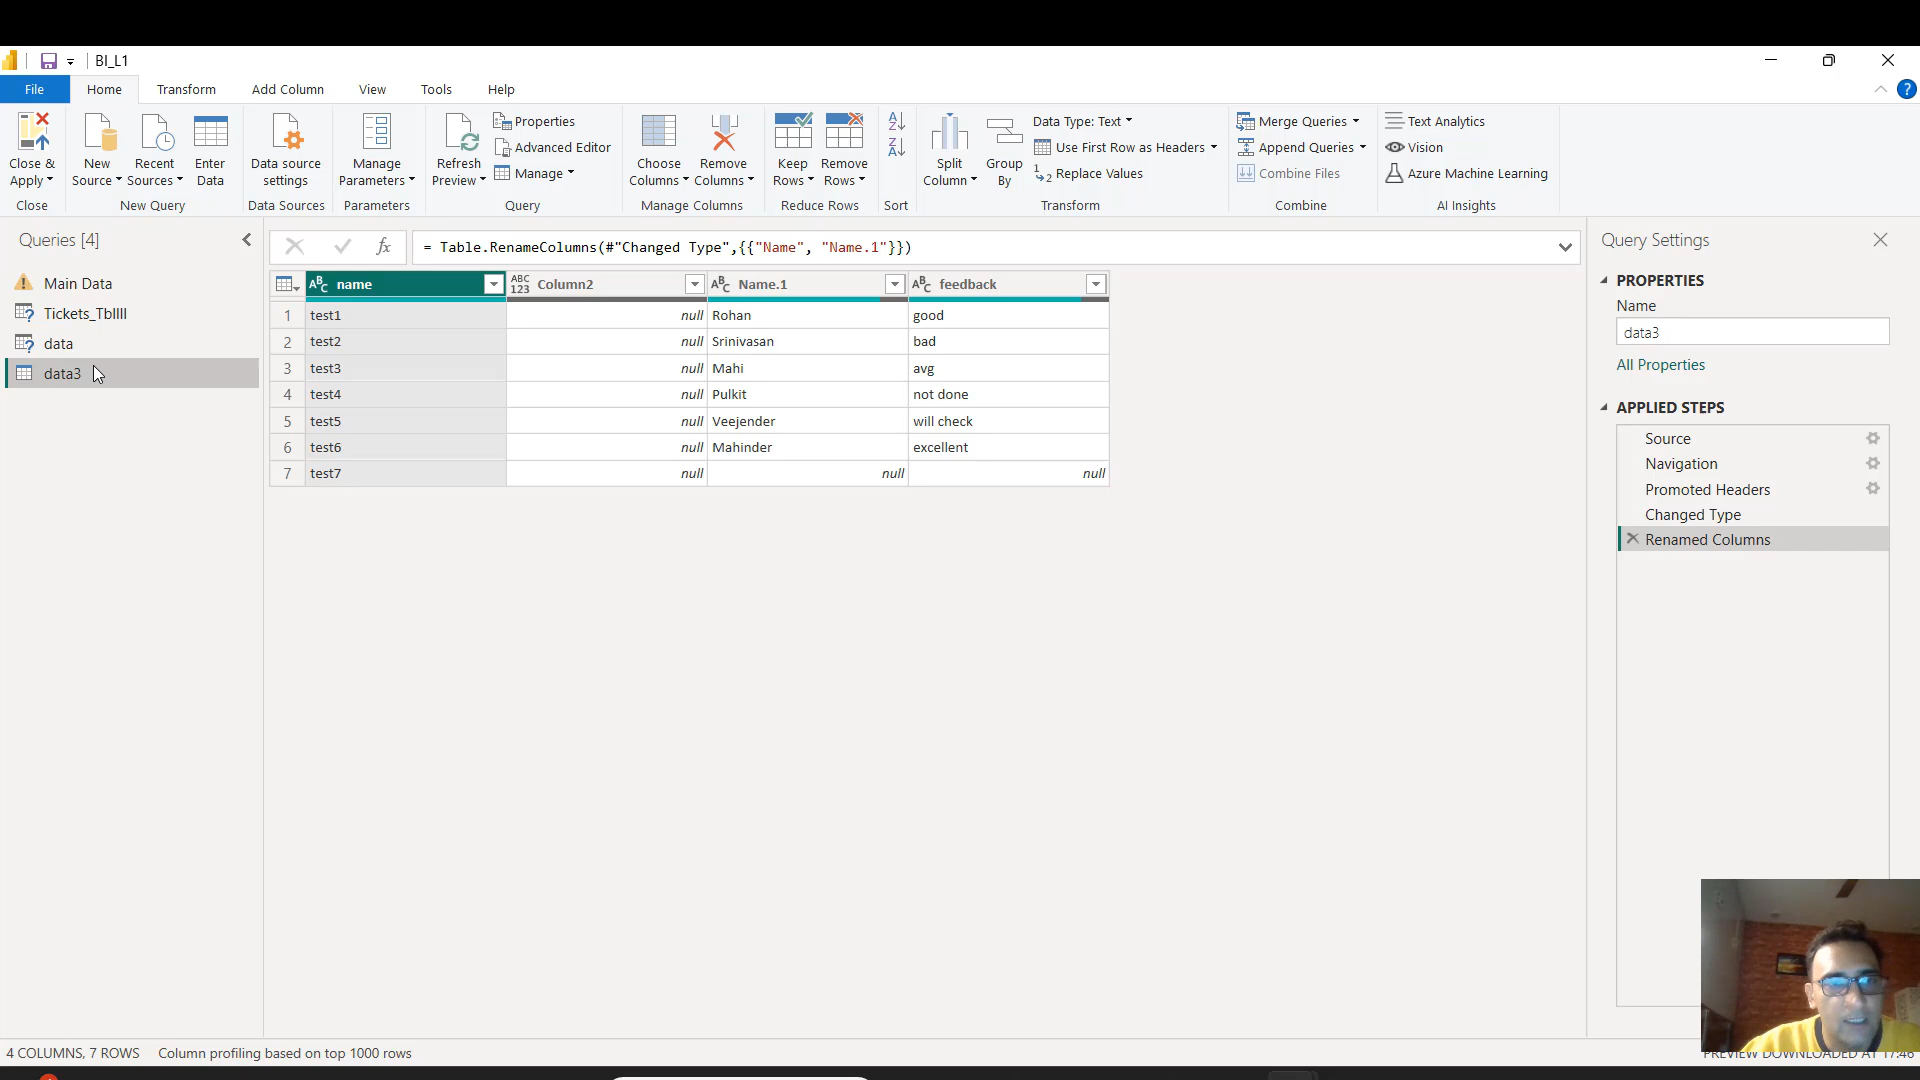 BI_L1
File Home Transform Add Column View Tools Help
Close & Apply
New Source
Recent Sources
Enter Data
Data source settings
Manage Parameters
Refresh Preview
Properties
Advanced Editor
Manage
Choose Columns
Remove Columns
Keep Rows
Remove Rows
Split Column
Group By
Data Type: Text
Use First Row as Headers
Replace Values
Merge Queries
Append Queries
Combine Files
Text Analytics
Vision
Azure Machine Learning
Close New Query Data Sources Parameters Query Manage Columns Reduce Rows Sort Transform Combine AI Insights
Queries [4]
Main Data
Tickets_Tbllll
data
data3
= Table.RenameColumns(#"Changed Type",{{"Name", "Name.1"}})
name Column2 Name.1 feedback
1 test1 null Rohan good
2 test2 null Srinivasan bad
3 test3 null Mahi avg
4 test4 null Pulkit not done
5 test5 null Veejender will check
6 test6 null Mahinder excellent
7 test7 null null null
Query Settings
PROPERTIES
Name
data3
All Properties
APPLIED STEPS
Source
Navigation
Promoted Headers
Changed Type
Renamed Columns
4 COLUMNS, 7 ROWS Column profiling based on top 1000 rows
PREVIEW DOWNLOADED AT 17:46